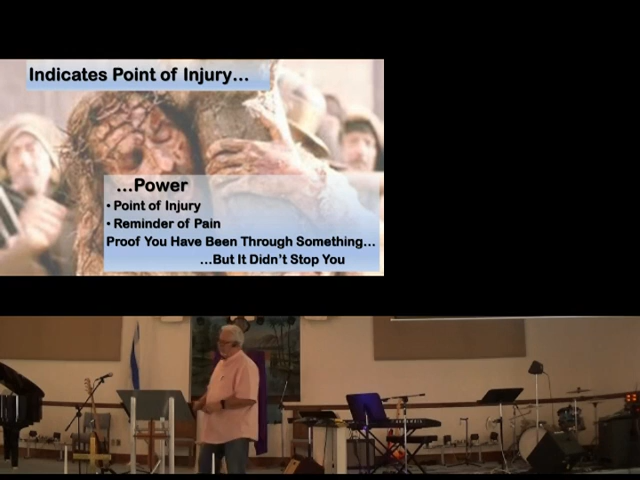 Indicates Point of Injury…
…Power
• Point of Injury
• Reminder of Pain
Proof You Have Been Through Something…
…But It Didn't Stop You